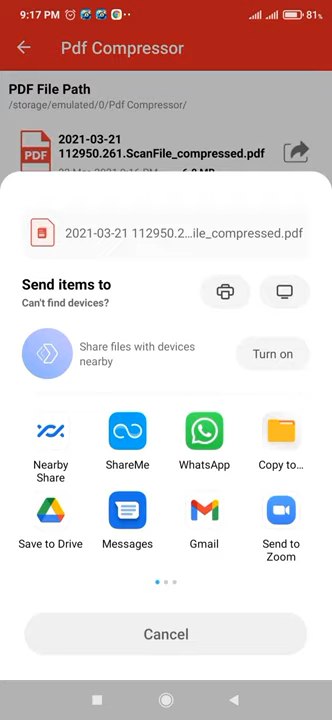 9:17 PM
81%
Pdf Compressor
PDF File Path
/storage/emulated/0/Pdf Compressor/
2021-03-21
112950.261.ScanFile_compressed.pdf
PDF
2021-03-21 112950.2...ile_compressed.pdf
Send items to
Can't find devices?
Share files with devices
nearby
Turn on
Nearby
Share
ShareMe
WhatsApp
Copy to...
Save to Drive
Messages
Gmail
Send to
Zoom
Cancel